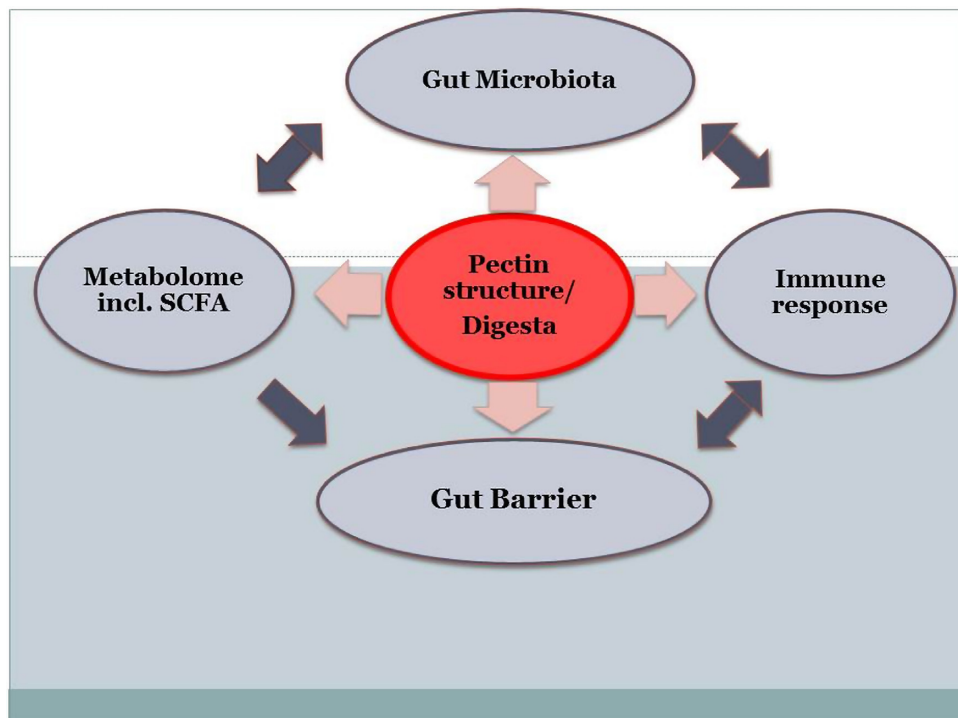 Gut Microbiota
Metabolome
incl. SCFA
Pectin
structure/
Digesta
Immune
response
Gut Barrier